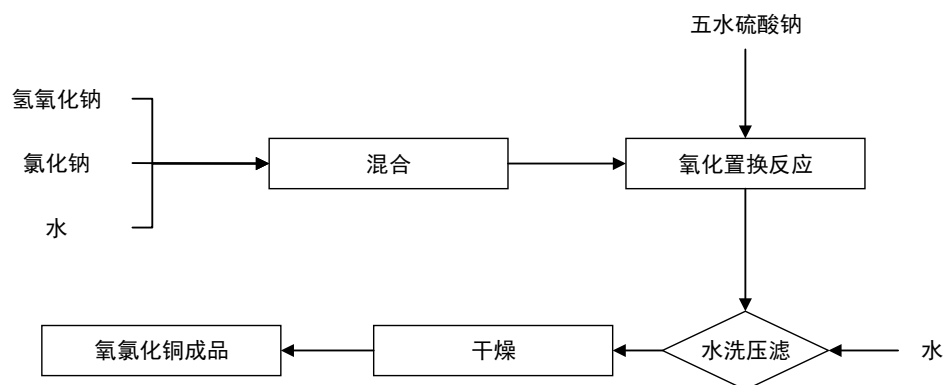 五水硫酸钠
氢氧化钠
氯化钠
混合
氧化置换反应
水
氧氯化铜成品
干燥
水洗压滤
水